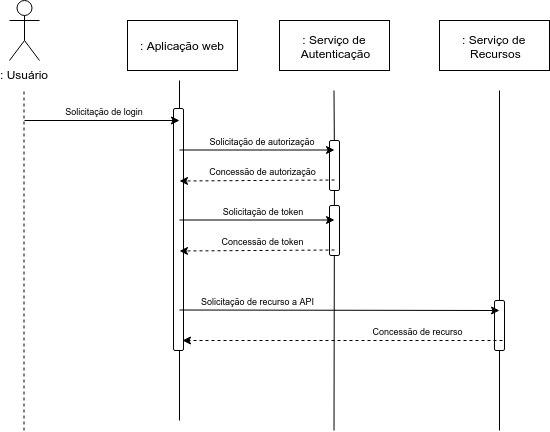 : Usuário
: Aplicação web
: Serviço de
Autenticação
: Serviço de
Recursos
Solicitação de login
Solicitação de autorização
Concessão de autorização
Solicitação de token
Concessão de token
Solicitação de recurso a API
Concessão de recurso